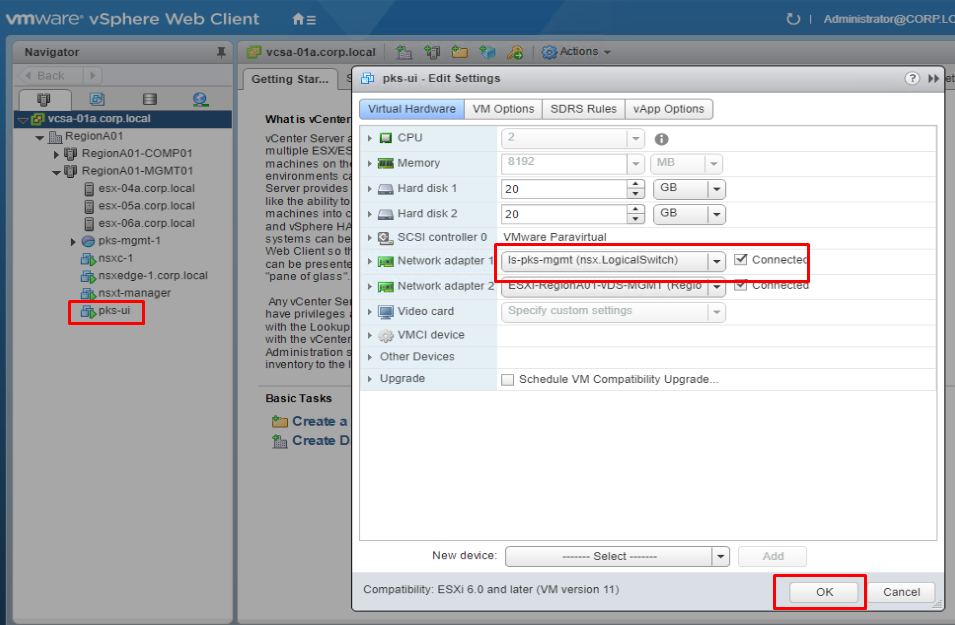 vmware® vSphere Web Client
Administrator@CORP.LO
Navigator
Back
vcsa-01a.corp.local
RegionA01
RegionA01-COMP01
RegionA01-MGMT01
esx-04a.corp.local
esx-05a.corp.local
esx-06a.corp.local
pks-mgmt-1
nsxc-1
nsxedge-1.corp.local
nsxt-manager
pks-ui
vcsa-01a.corp.local
Actions
Getting Star... S
What is vCenter
vCenter Server a
multiple ESX/ES
machines on the
environments ca
Server provides
like the ability to
machines into c
and vSphere HA
systems can be
Web Client so th
can be presente
"pane of glass".
Any vCenter Ser
have privileges a
with the Lookup
with the vCenter
Administration s
inventory to the l
Basic Tasks
Create a
Create D
pks-ui - Edit Settings
Virtual Hardware VM Options SDRS Rules vApp Options
CPU 2
Memory 8192 MB
Hard disk 1 20 GB
Hard disk 2 20 GB
SCSI controller 0 VMware Paravirtual
Network adapter 1 ls-pks-mgmt (nsx.LogicalSwitch) Connected
Network adapter 2 ESXi-RegionA01-VDS-MGMT (Regio Connected
Video card Specify custom settings
VMCI device
Other Devices
Upgrade Schedule VM Compatibility Upgrade...
New device: ------- Select ------- Add
Compatibility: ESXi 6.0 and later (VM version 11)
OK Cancel